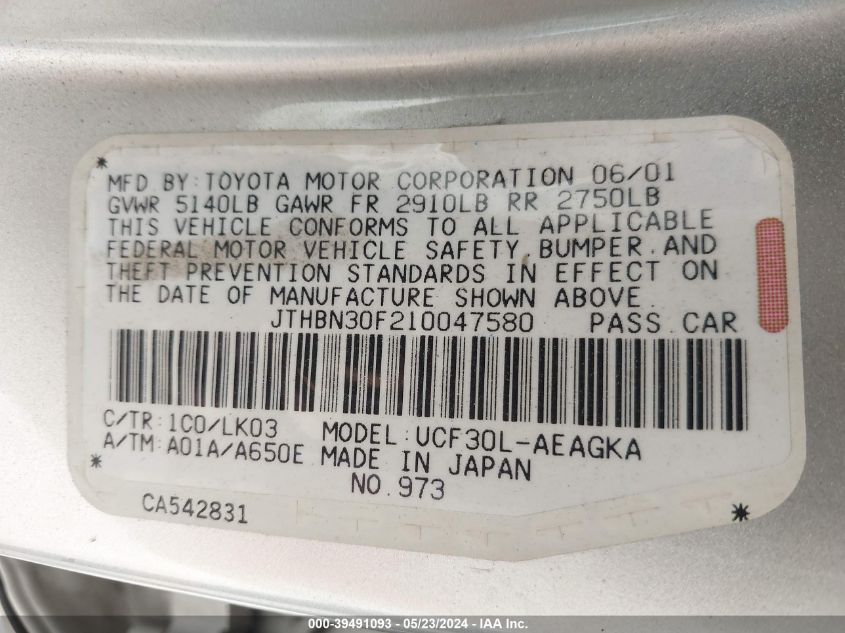 MFD BY: TOYOTA MOTOR CORPORATION 06/01
GVWR 5140LB GAWR FR 2910LB RR 2750LB
THIS VEHICLE CONFORMS TO ALL APPLICABLE
FEDERAL MOTOR VEHICLE SAFETY, BUMPER, AND
THEFT PREVENTION STANDARDS IN EFFECT ON
THE DATE OF MANUFACTURE SHOWN ABOVE.
JTHBN30F210047580 PASS. CAR
C/TR: 1C0/LK03 MODEL: UCF30L-AEAGKA
A/TM: A01A/A650E MADE IN JAPAN
NO. 973
CA542831
© - 39491093 - 05/23/2024 - IAA Inc.